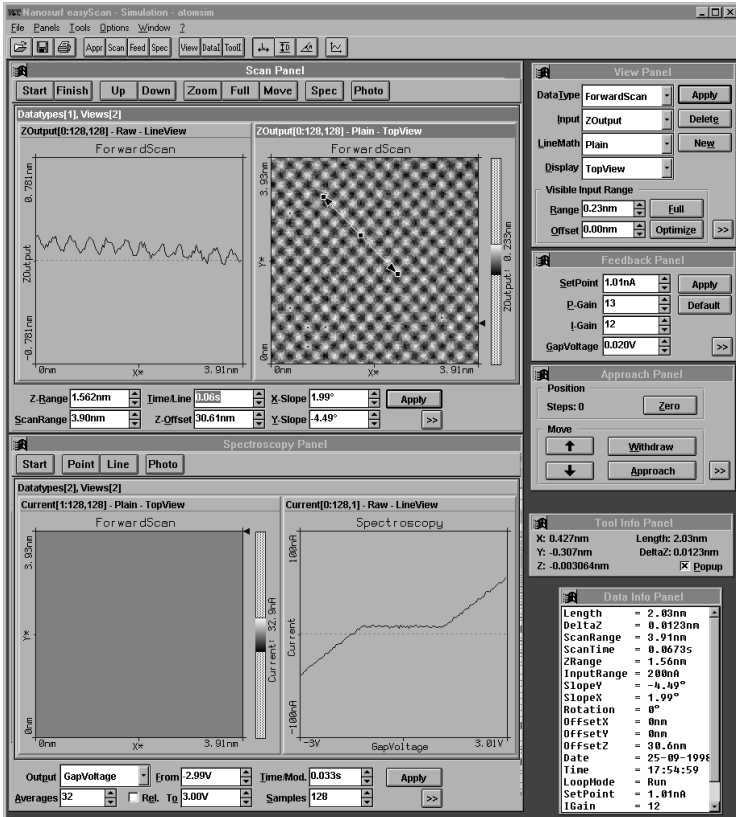 Nanosurf easyScan - Simulation - atomsim
File Panels Tools Options Window ?
Appr Scan Feed Spec View DataI ToolI
Scan Panel
Start Finish Up Down Zoom Full Move Spec Photo
Datatypes[1], Views[2]
ZOutput[0:128,128] - Raw - LineView
ForwardScan
0.781nm
ZOutput
-0.781nm
0nm X* 3.91nm
ZOutput[0:128,128] - Plain - TopView
ForwardScan
3.93nm
Y*
0nm
0nm X* 3.91nm
ZOutput: 0.233nm
Z-Range 1.562nm Time/Line 0.06s X-Slope 1.99° Apply
ScanRange 3.90nm Z-Offset 30.61nm Y-Slope -4.49° >>
Spectroscopy Panel
Start Point Line Photo
Datatypes[2], Views[2]
Current[1:128,128] - Plain - TopView
ForwardScan
3.93nm
Y*
0nm
0nm X* 3.91nm
Current: 32.9nA
Current[0:128,1] - Raw - LineView
Spectroscopy
100nA
Current
-100nA
-3V GapVoltage 3.01V
Output GapVoltage From -2.99V Time/Mod. 0.033s Apply
Averages 32 Rel. To 3.00V Samples 128 >>
View Panel
DataType ForwardScan Apply
Input ZOutput Delete
LineMath Plain New
Display TopView
Visible Input Range
Range 0.23nm Full
Offset 0.00nm Optimize >>
Feedback Panel
SetPoint 1.01nA Apply
P-Gain 13 Default
I-Gain 12
GapVoltage 0.020V >>
Approach Panel
Position
Steps: 0 Zero
Move
Withdraw
Approach >>
Tool Info Panel
X: 0.427nm Length: 2.03nm
Y: -0.307nm DeltaZ: 0.0123nm
Z: -0.003064nm Popup
Data Info Panel
Length = 2.03nm
DeltaZ = 0.0123nm
ScanRange = 3.91nm
ScanTime = 0.0673s
ZRange = 1.56nm
InputRange = 200nA
SlopeY = -4.49°
SlopeX = 1.99°
Rotation = 0°
OffsetX = 0nm
OffsetY = 0nm
OffsetZ = 30.6nm
Date = 25-09-1998
Time = 17:54:59
LoopMode = Run
SetPoint = 1.01nA
IGain = 12